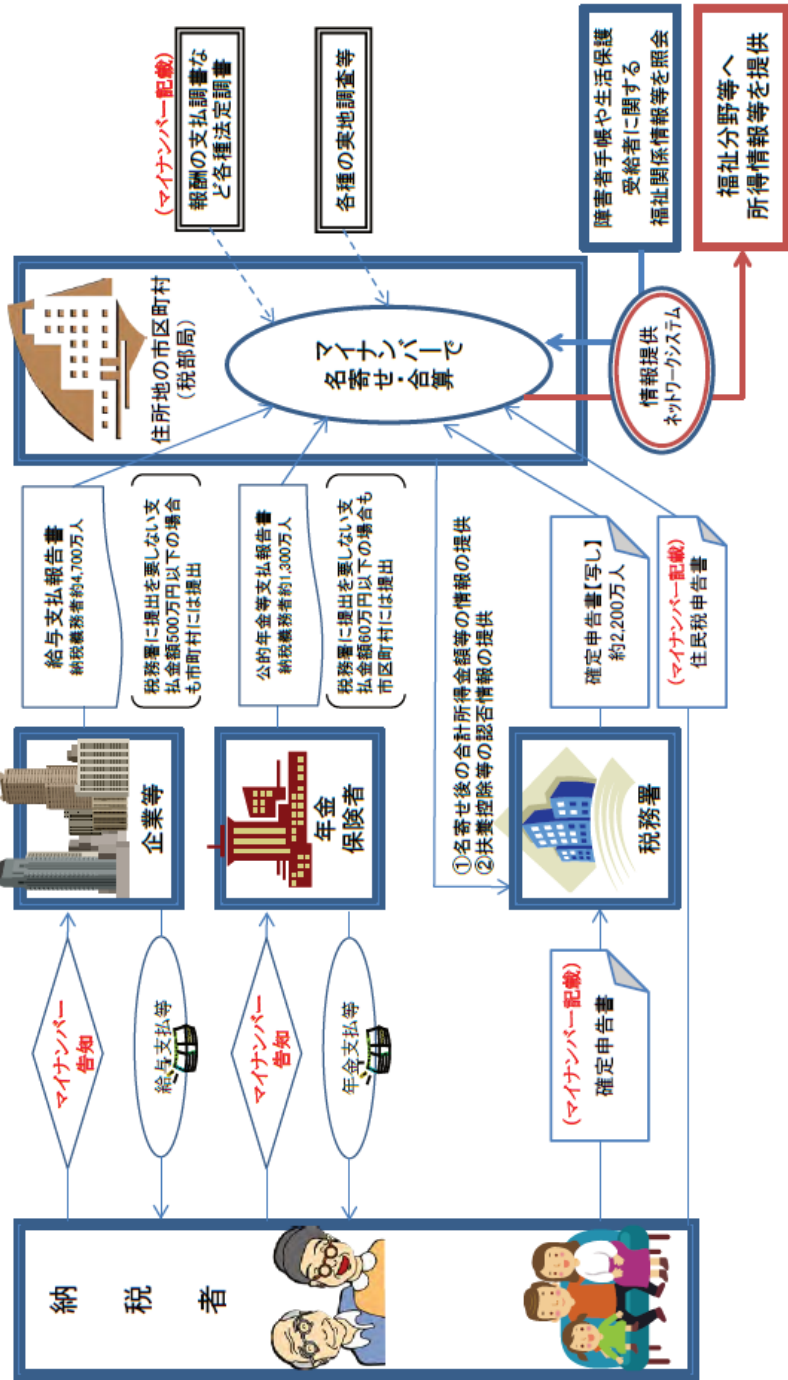 納税者
マイナンバー
告知
給与支払等
マイナンバー
告知
年金支払等
(マイナンバー記載)
確定申告書
企業等
年金
保険者
税務署
給与支払報告書
納税義務者約4,700万人
税務署に提出を要しない支
払金額500万円以下の場合
も市町村には提出
公的年金等支払報告書
納税義務者約1,300万人
税務署に提出を要しない支
払金額60万円以下の場合も
市区町村には提出
①名寄せ後の合計所得金額等の情報の提供
②扶養控除等の認否情報の提供
確定申告書【写し】
約2,200万人
(マイナンバー記載)
住民税申告書
住所地の市区町村
(税部局)
マイナンバーで
名寄せ・合算
(マイナンバー記載)
報酬の支払調書な
ど各種法定調書
各種の実地調査等
情報提供
ネットワークシステム
障害者手帳や生活保護
受給者に関する
福祉関係情報等を照会
福祉分野等へ
所得情報等を提供